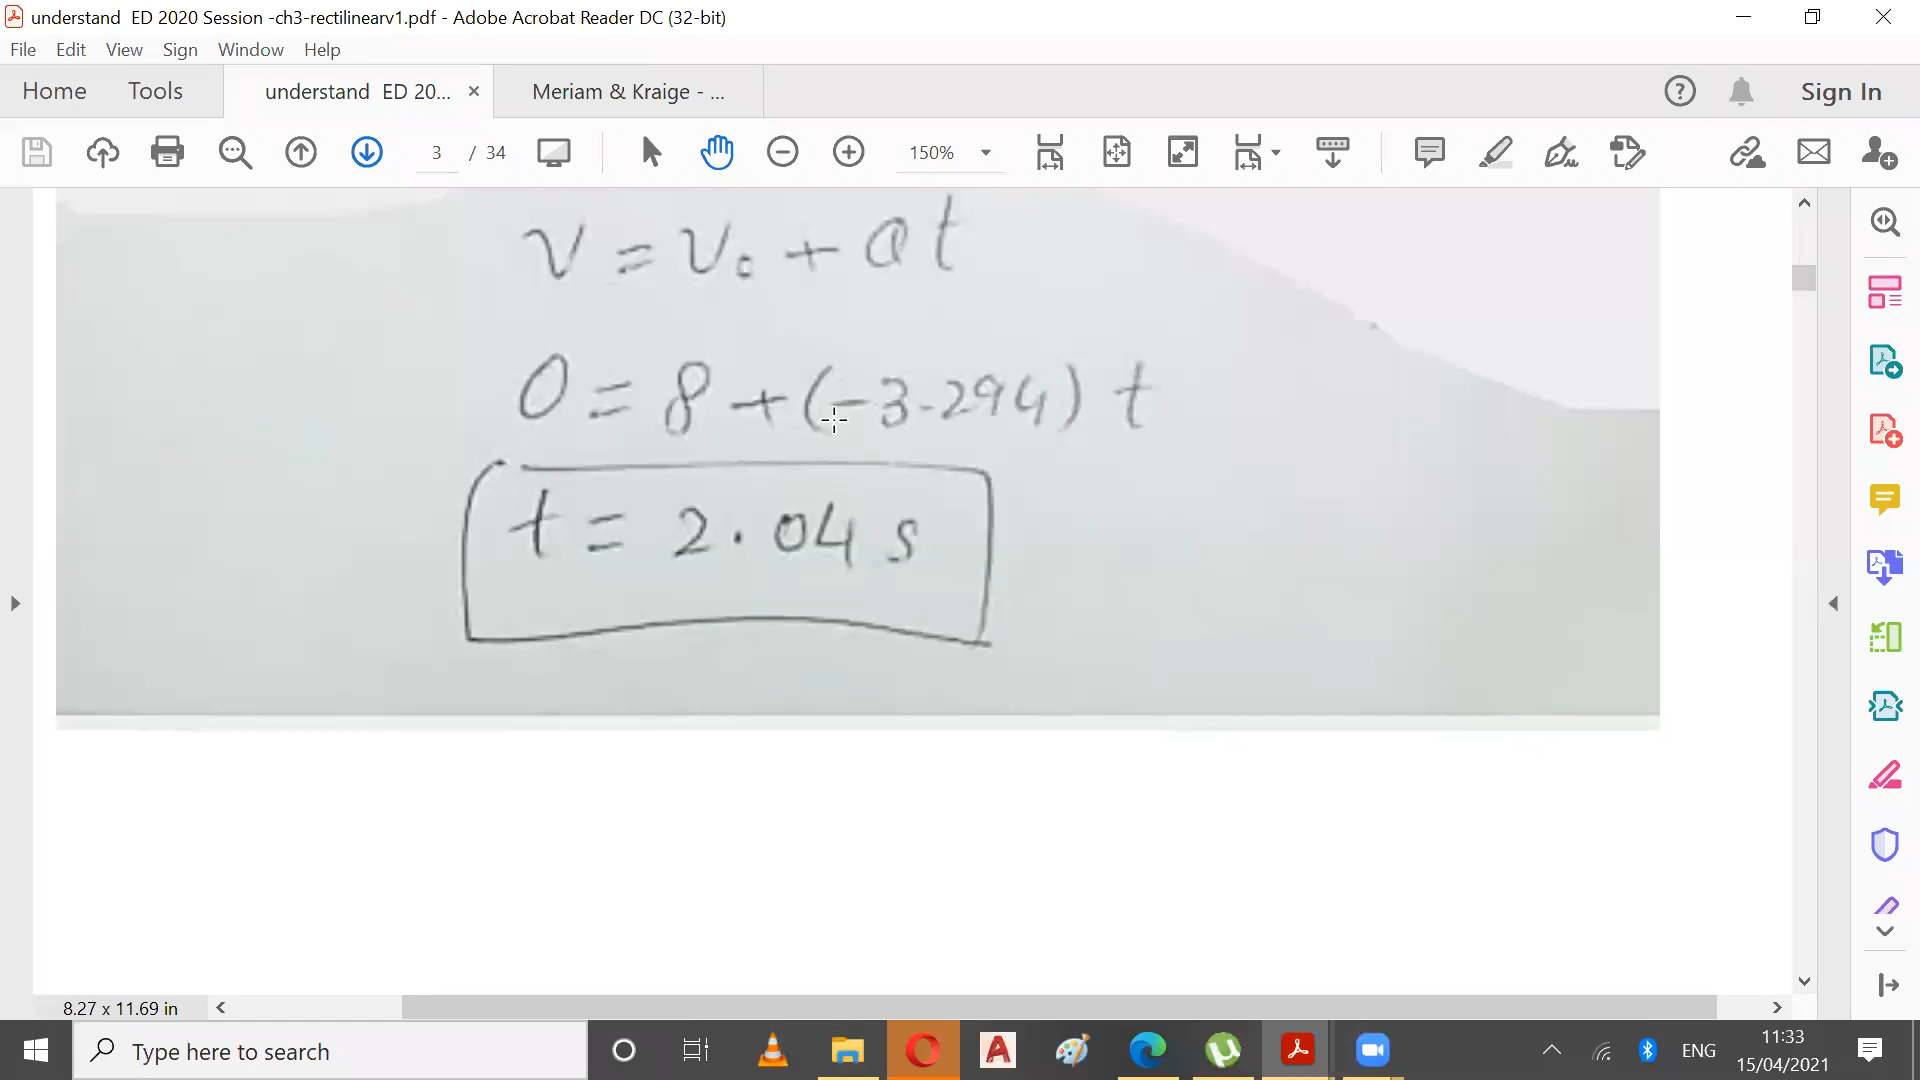 understand ED 2020 Session -ch3-rectilinearv1.pdf - Adobe Acrobat Reader DC (32-bit)
File Edit View Sign Window Help
Home Tools understand ED 20... × Meriam & Kraige - ... Sign In
3 / 34 150%
v = v₀ + at
0 = 8 + (-3.294) t
t = 2.04 s
8.27 x 11.69 in
Type here to search
ENG
11:33
15/04/2021